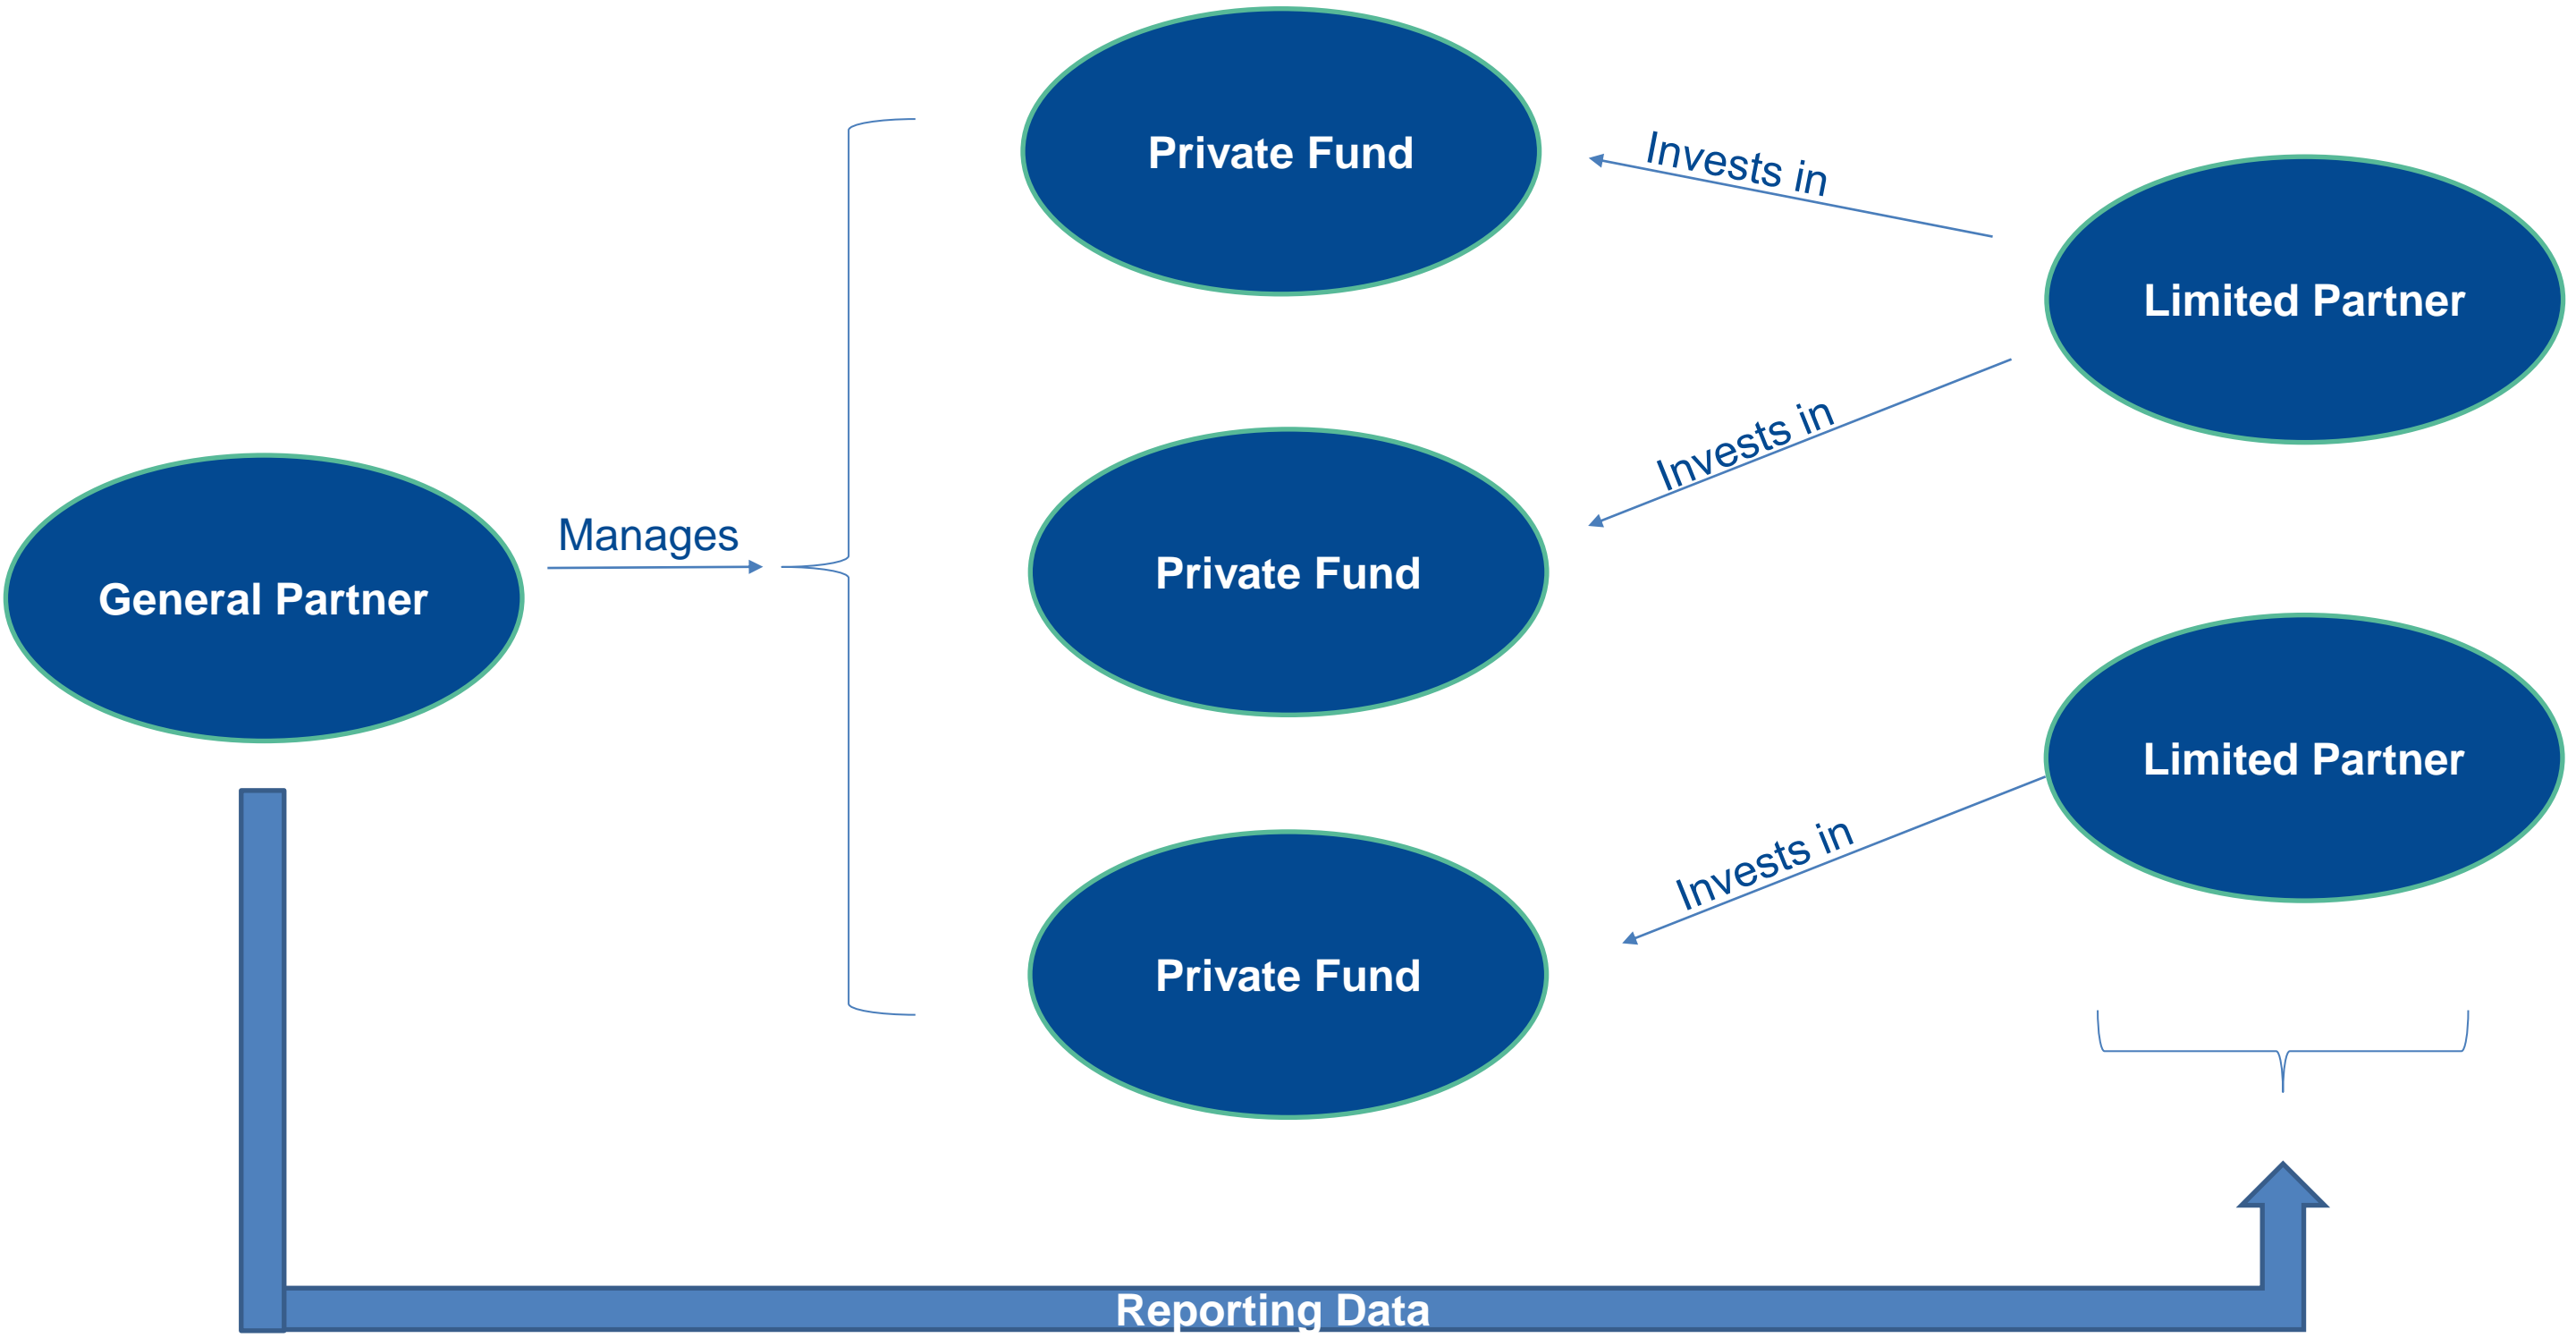 Private Fund
Invests in
Limited Partner
Invests in
Manages
Private Fund
General Partner
Limited Partner
Invests in
Private Fund
Reporting Data